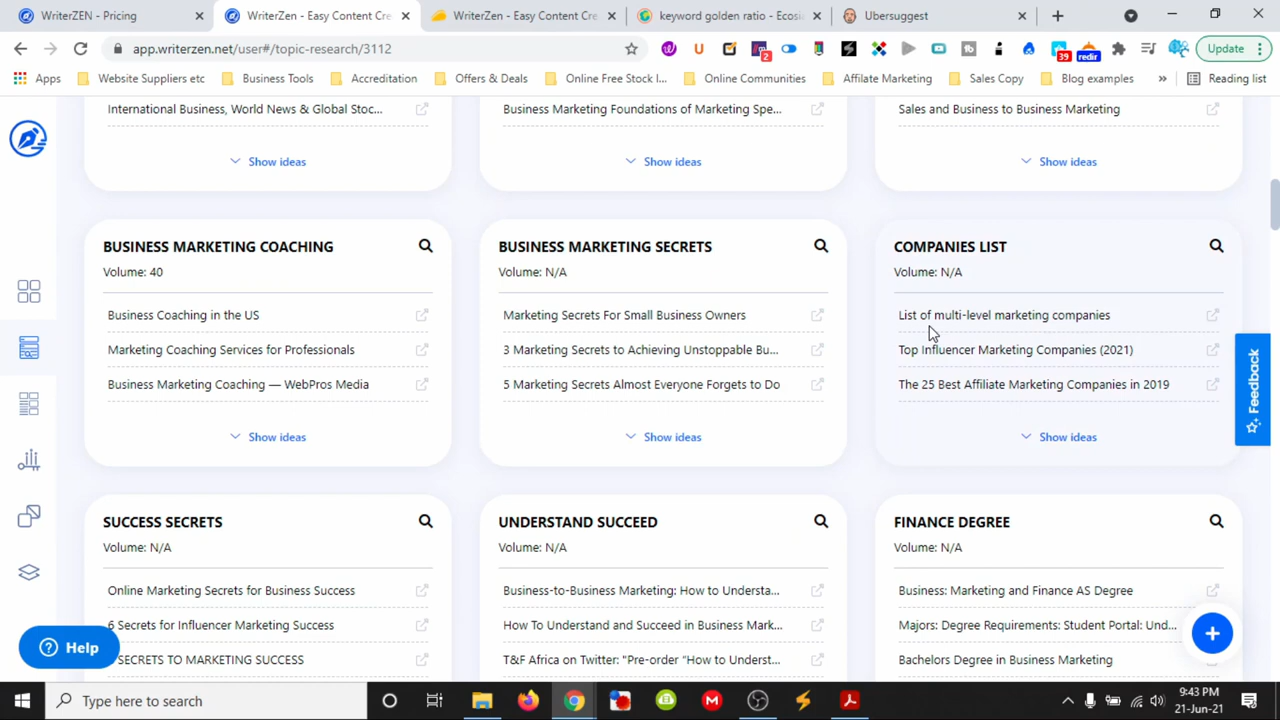 WriterZEN - Pricing
WriterZen - Easy Content Cre
WriterZen - Easy Content Cre
keyword golden ratio - Ecosia
Ubersuggest
app.writerzen.net/user#/topic-research/3112
2
39
redir
Update
Apps
Website Suppliers etc
Business Tools
Accreditation
Offers & Deals
Online Free Stock I...
Online Communities
Affilate Marketing
Sales Copy
Blog examples
»
Reading list
International Business, World News & Global Stoc...
Business Marketing Foundations of Marketing Spe...
Sales and Business to Business Marketing
Show ideas
Show ideas
Show ideas
BUSINESS MARKETING COACHING
Volume: 40
Business Coaching in the US
Marketing Coaching Services for Professionals
Business Marketing Coaching — WebPros Media
Show ideas
BUSINESS MARKETING SECRETS
Volume: N/A
Marketing Secrets For Small Business Owners
3 Marketing Secrets to Achieving Unstoppable Bu...
5 Marketing Secrets Almost Everyone Forgets to Do
Show ideas
COMPANIES LIST
Volume: N/A
List of multi-level marketing companies
Top Influencer Marketing Companies (2021)
The 25 Best Affiliate Marketing Companies in 2019
Show ideas
Feedback
SUCCESS SECRETS
Volume: N/A
Online Marketing Secrets for Business Success
6 Secrets for Influencer Marketing Success
SECRETS TO MARKETING SUCCESS
UNDERSTAND SUCCEED
Volume: N/A
Business-to-Business Marketing: How to Understa...
How To Understand and Succeed in Business Mark...
T&F Africa on Twitter: "Pre-order “How to Underst...
FINANCE DEGREE
Volume: N/A
Business: Marketing and Finance AS Degree
Majors: Degree Requirements: Student Portal: Und...
Bachelors Degree in Business Marketing
Help
Type here to search
9:43 PM
21-Jun-21